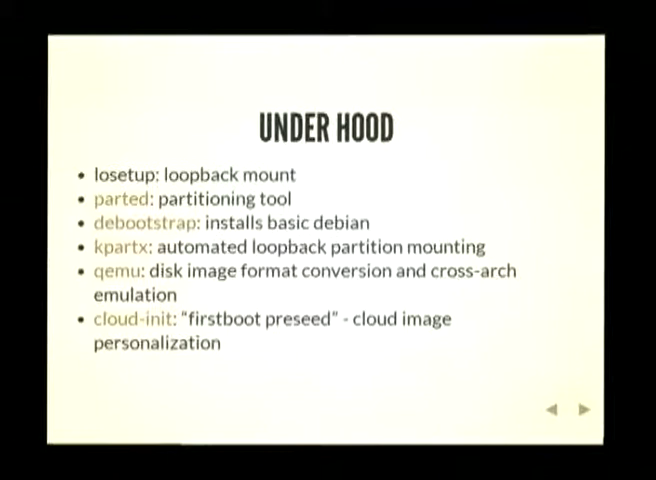 UNDER HOOD
• losetup: loopback mount
• parted: partitioning tool
• debootstrap: installs basic debian
• kpartx: automated loopback partition mounting
• qemu: disk image format conversion and cross-arch
emulation
• cloud-init: "firstboot preseed" - cloud image
personalization